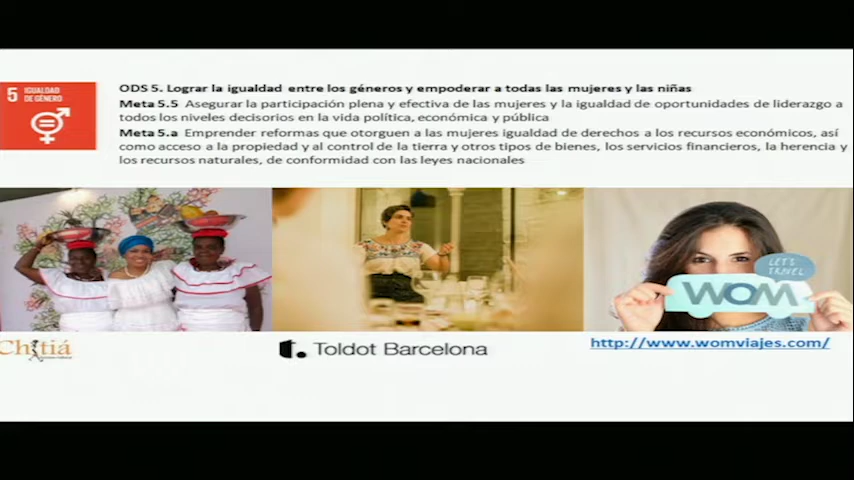 5 IGUALDAD
DE GÉNERO
ODS 5. Lograr la igualdad entre los géneros y empoderar a todas las mujeres y las niñas
Meta 5.5 Asegurar la participación plena y efectiva de las mujeres y la igualdad de oportunidades de liderazgo a
todos los niveles decisorios en la vida política, económica y pública
Meta 5.a Emprender reformas que otorguen a las mujeres igualdad de derechos a los recursos económicos, así
como acceso a la propiedad y al control de la tierra y otros tipos de bienes, los servicios financieros, la herencia y
los recursos naturales, de conformidad con las leyes nacionales
LET'S
TRAVEL
WOM
Chitiá
Toldot Barcelona
http://www.womviajes.com/